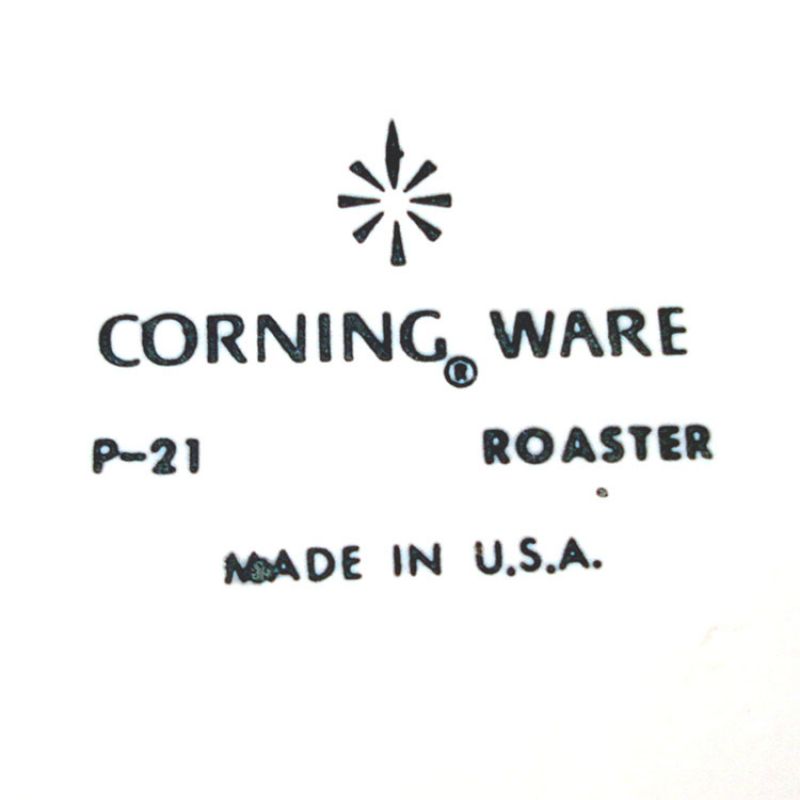 CORNING® WARE
P-21 ROASTER
MADE IN U.S.A.